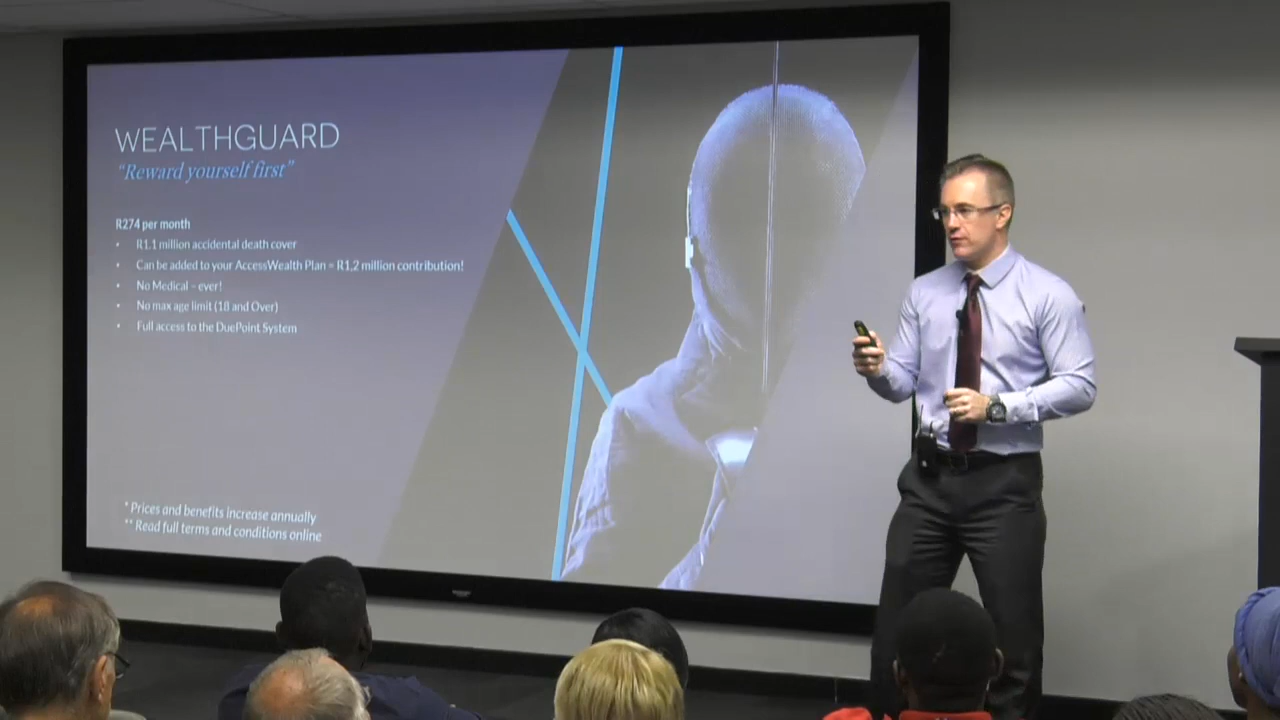 WEALTHGUARD
“Reward yourself first”
R274 per month
• R1.1 million accidental death cover
• Can be added to your AccessWealth Plan = R1,2 million contribution!
• No Medical – ever!
• No max age limit (18 and Over)
• Full access to the DuePoint System
* Prices and benefits increase annually
** Read full terms and conditions online